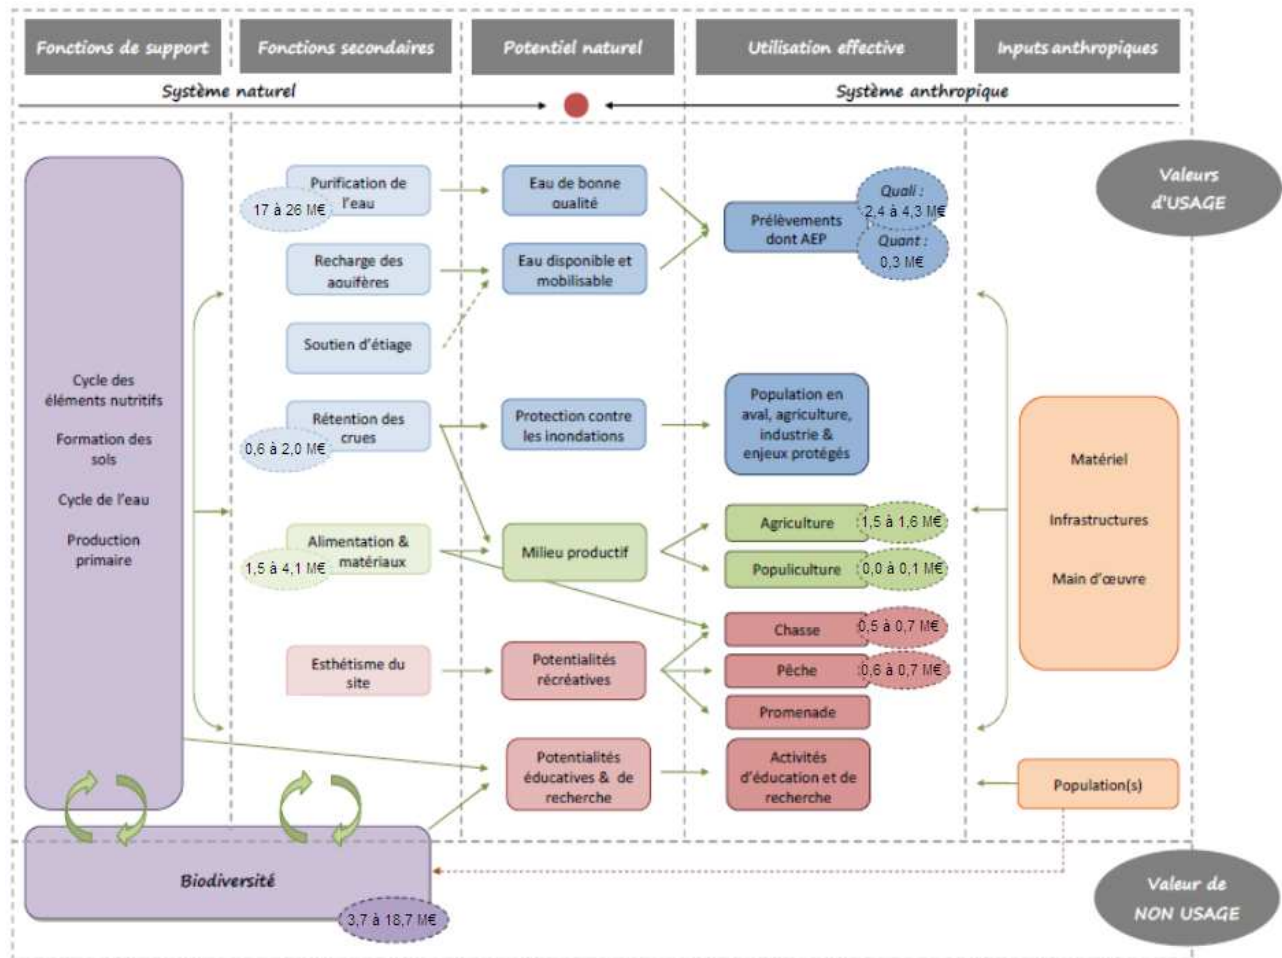 Fonctions de support
Fonctions secondaires
Potentiel naturel
Utilisation effective
Inputs anthropiques
Système naturel
Système anthropique
Valeurs
d'USAGE
Cycle des
éléments nutritifs
Formation des
sols
Cycle de l'eau
Production
primaire
Purification de
l'eau
17 à 26 M€
Recharge des
aquifères
Soutien d'étiage
Rétention des
crues
0,6 à 2,0 M€
Alimentation &
matériaux
1,5 à 4,1 M€
Esthétisme du
site
Eau de bonne
qualité
Eau disponible et
mobilisable
Protection contre
les inondations
Milieu productif
Potentialités
récréatives
Potentialités
éducatives & de
recherche
Prélèvements
dont AEP
Quali :
2,4 à 4,3 M€
Quant :
0,3 M€
Population en
aval, agriculture,
industrie &
enjeux protégés
Agriculture
1,5 à 1,6 M€
Populiculture
0,0 à 0,1 M€
Chasse
0,5 à 0,7 M€
Pêche
0,6 à 0,7 M€
Promenade
Activités
d'éducation et de
recherche
Matériel
Infrastructures
Main d'œuvre
Population(s)
Biodiversité
3,7 à 18,7 M€
Valeur de
NON USAGE